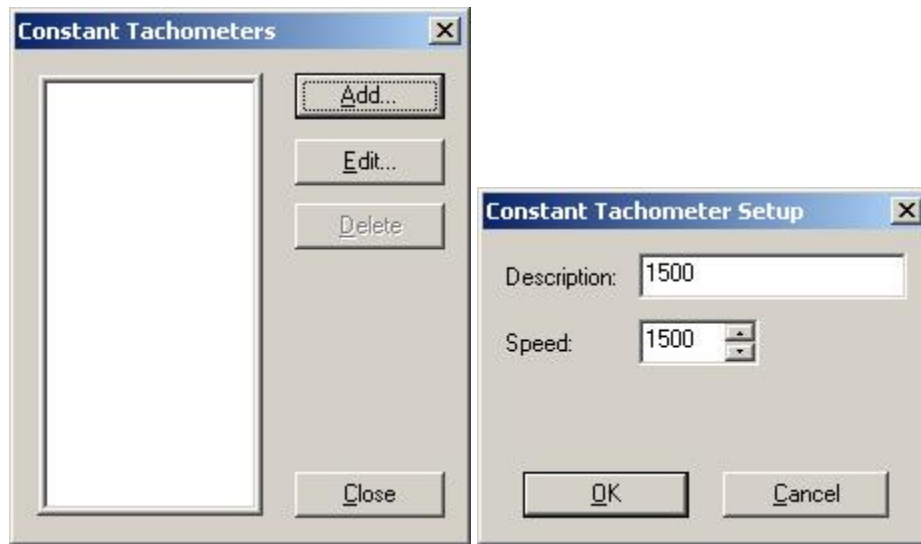 Constant Tachometers
Add...
Edit...
Delete
Close
Constant Tachometer Setup
Description: 1500
Speed: 1500
OK Cancel